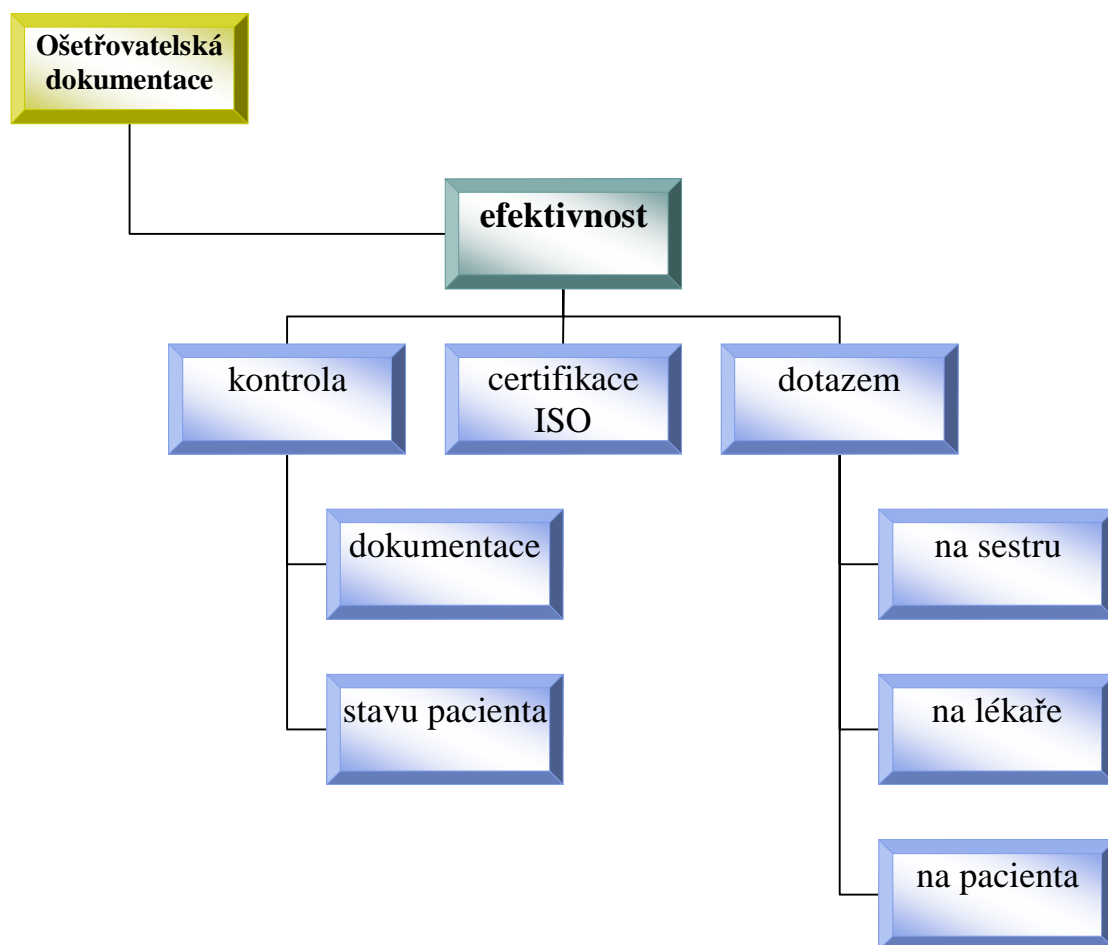 Ošetřovatelská
dokumentace
efektivnost
kontrola
certifikace
ISO
dotazem
dokumentace
na sestru
stavu pacienta
na lékaře
na pacienta